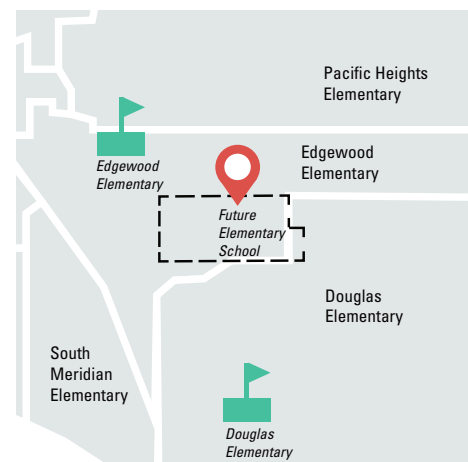 Pacific Heights
Elementary
Edgewood
Elementary
Edgewood
Elementary
Future
Elementary
School
Douglas
Elementary
South
Meridian
Elementary
Douglas
Elementary